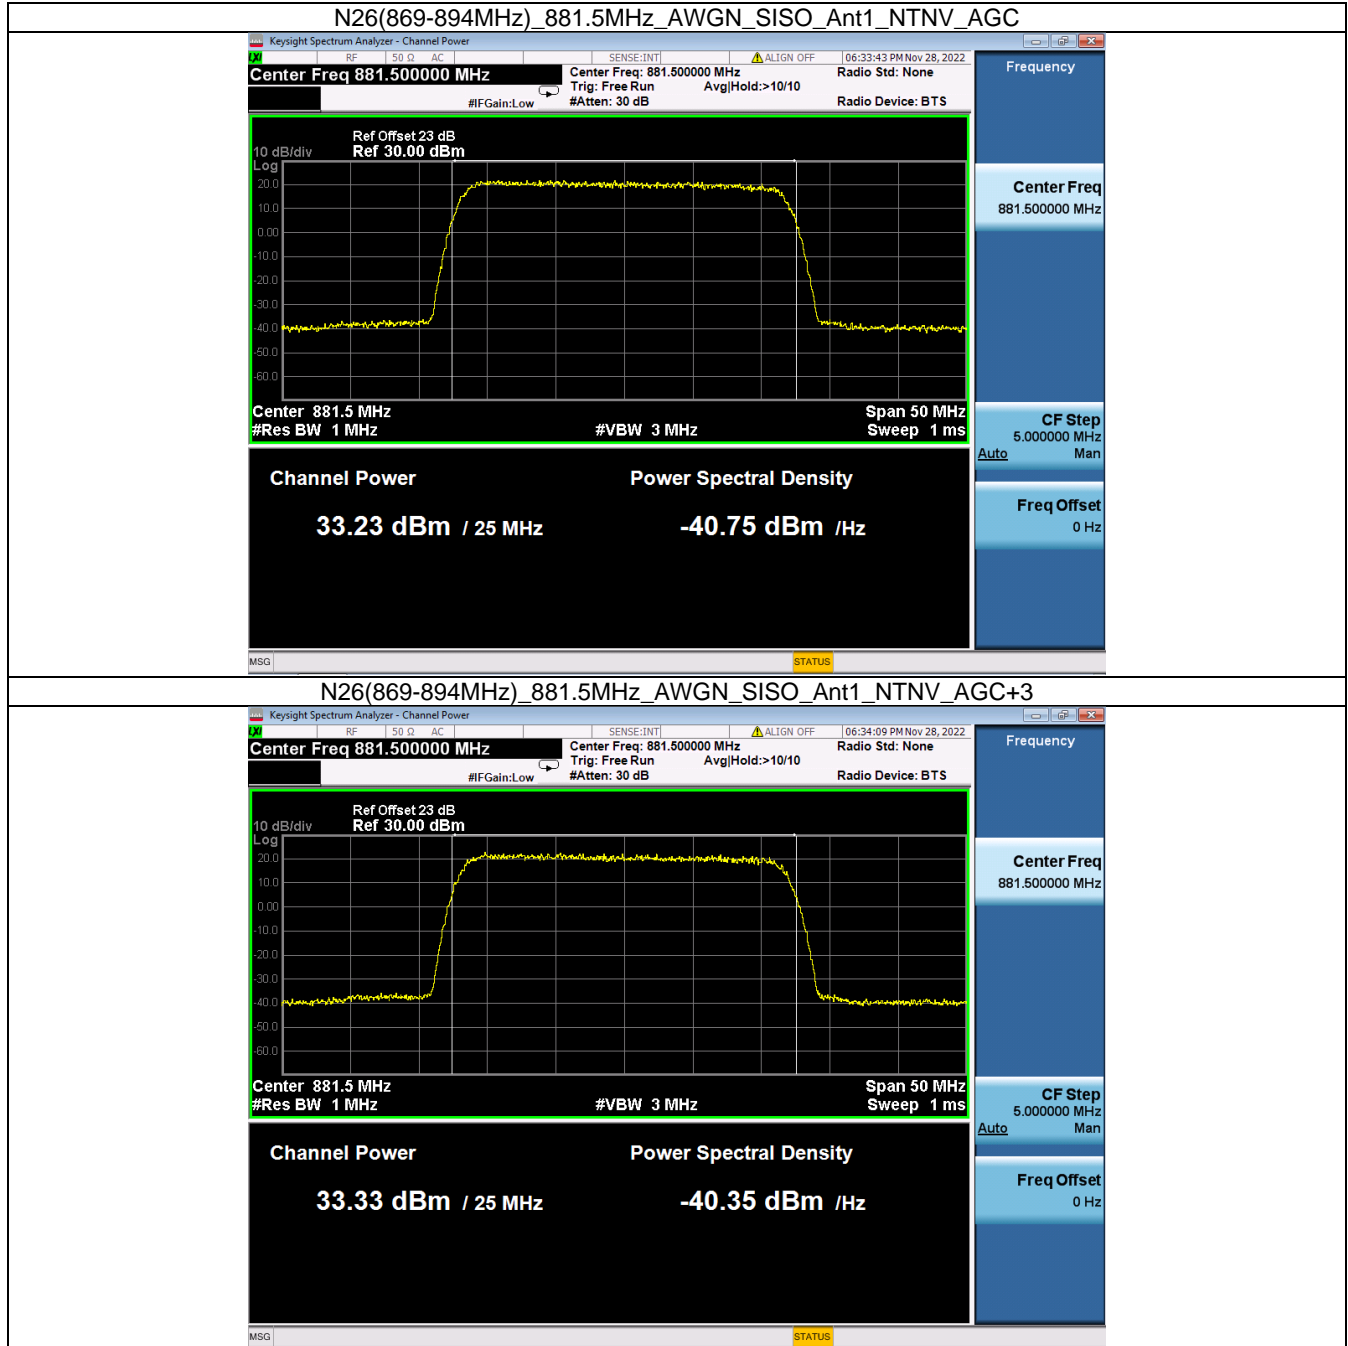 N26(869-894MHz)_881.5MHz_AWGN_SISO_Ant1_NTNV_AGC
Keysight Spectrum Analyzer - Channel Power
LXI RF 50 Ω AC SENSE:INT ALIGN OFF 06:33:43 PM Nov 28, 2022
Center Freq 881.500000 MHz
Center Freq: 881.500000 MHz
Radio Std: None
Trig: Free Run Avg|Hold:>10/10
#IFGain:Low #Atten: 30 dB Radio Device: BTS
Frequency
Ref Offset 23 dB
10 dB/div Ref 30.00 dBm
Log
20.0
10.0
0.00
-10.0
-20.0
-30.0
-40.0
-50.0
-60.0
Center 881.5 MHz Span 50 MHz
#Res BW 1 MHz #VBW 3 MHz Sweep 1 ms
Channel Power Power Spectral Density
33.23 dBm / 25 MHz -40.75 dBm /Hz
Center Freq
881.500000 MHz
CF Step
5.000000 MHz
Auto Man
Freq Offset
0 Hz
MSG STATUS
N26(869-894MHz)_881.5MHz_AWGN_SISO_Ant1_NTNV_AGC+3
Keysight Spectrum Analyzer - Channel Power
LXI RF 50 Ω AC SENSE:INT ALIGN OFF 06:34:09 PM Nov 28, 2022
Center Freq 881.500000 MHz
Center Freq: 881.500000 MHz
Radio Std: None
Trig: Free Run Avg|Hold:>10/10
#IFGain:Low #Atten: 30 dB Radio Device: BTS
Frequency
Ref Offset 23 dB
10 dB/div Ref 30.00 dBm
Log
20.0
10.0
0.00
-10.0
-20.0
-30.0
-40.0
-50.0
-60.0
Center 881.5 MHz Span 50 MHz
#Res BW 1 MHz #VBW 3 MHz Sweep 1 ms
Channel Power Power Spectral Density
33.33 dBm / 25 MHz -40.35 dBm /Hz
Center Freq
881.500000 MHz
CF Step
5.000000 MHz
Auto Man
Freq Offset
0 Hz
MSG STATUS